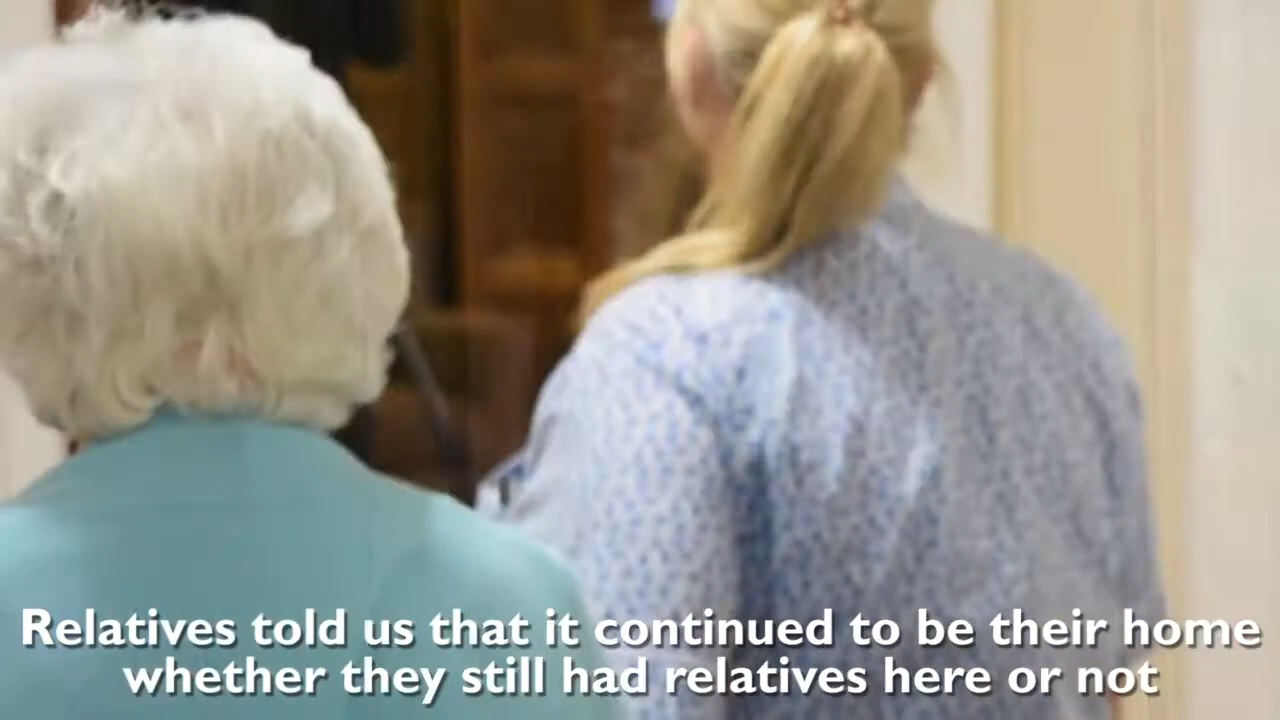 Relatives told us that it continued to be their home
whether they still had relatives here or not